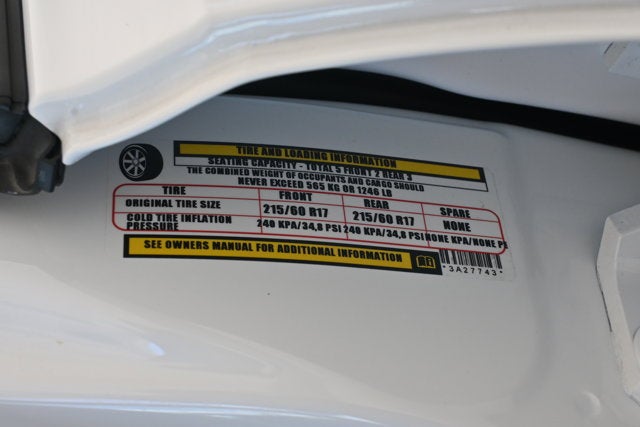 TIRE AND LOADING INFORMATION
SEATING CAPACITY - TOTAL 5 FRONT 2 REAR 3
THE COMBINED WEIGHT OF OCCUPANTS AND CARGO SHOULD
NEVER EXCEED 565 KG OR 1246 LB
TIRE FRONT REAR SPARE
ORIGINAL TIRE SIZE 215/60 R17 215/60 R17 NONE
COLD TIRE INFLATION
PRESSURE 240 KPA/34,8 PSI 240 KPA/34,8 PSI NONE KPA/NONE PSI
SEE OWNERS MANUAL FOR ADDITIONAL INFORMATION
*3A27743*